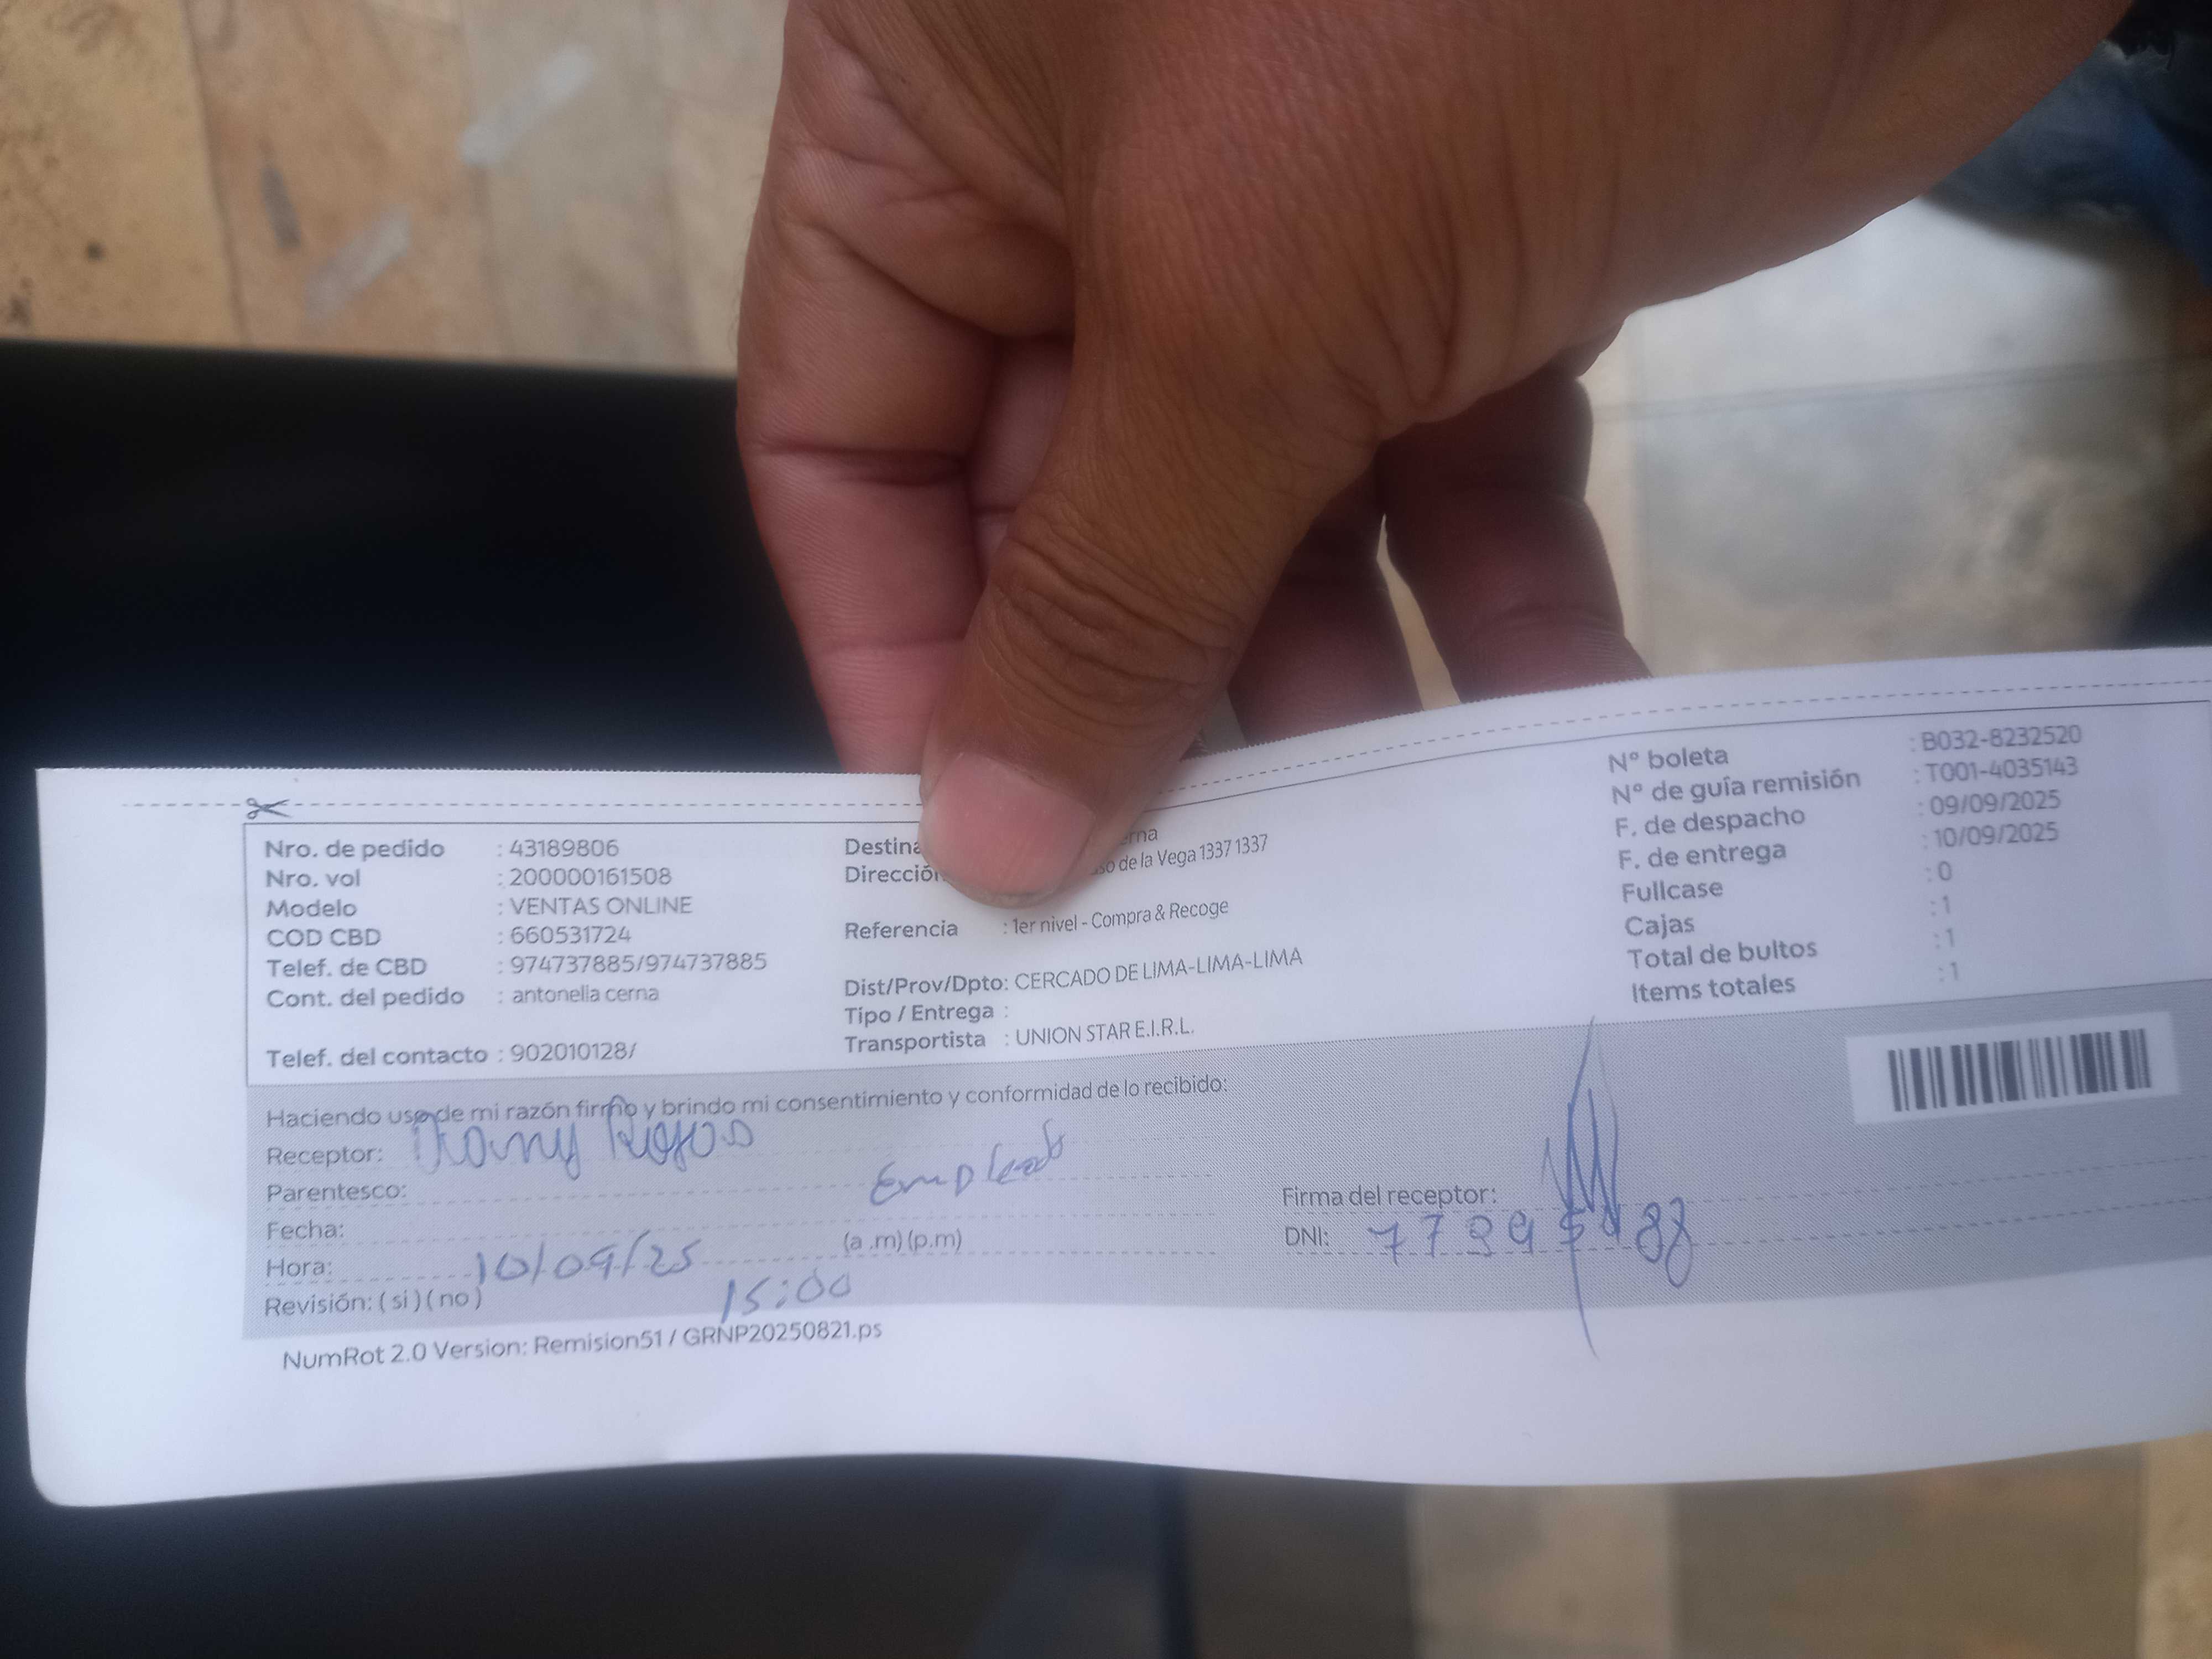 Nro. de pedido : 43189806
Nro. vol : 200000161508
Modelo : VENTAS ONLINE
COD CBD : 660531724
Telef. de CBD : 974737885/974737885
Cont. del pedido : antonella cerna
Telef. del contacto : 902010128/
Destina erna
Direcció so de la Vega 1337 1337
Referencia : 1er nivel - Compra & Recoge
Dist/Prov/Dpto: CERCADO DE LIMA-LIMA-LIMA
Tipo / Entrega :
Transportista : UNION STAR E.I.R.L.
N° boleta : B032-8232520
N° de guía remisión : T001-4035143
F. de despacho : 09/09/2025
F. de entrega : 10/09/2025
Fullcase : 0
Cajas : 1
Total de bultos : 1
Items totales : 1
Haciendo uso de mi razón firmo y brindo mi consentimiento y conformidad de lo recibido:
Receptor: Rojas
Parentesco: Empleado
Fecha: 10/09/25
Hora: 15:00 (a .m) (p.m)
Revisión: ( si ) ( no )
Firma del receptor:
DNI:
NumRot 2.0 Version: Remision51 / GRNP20250821.ps